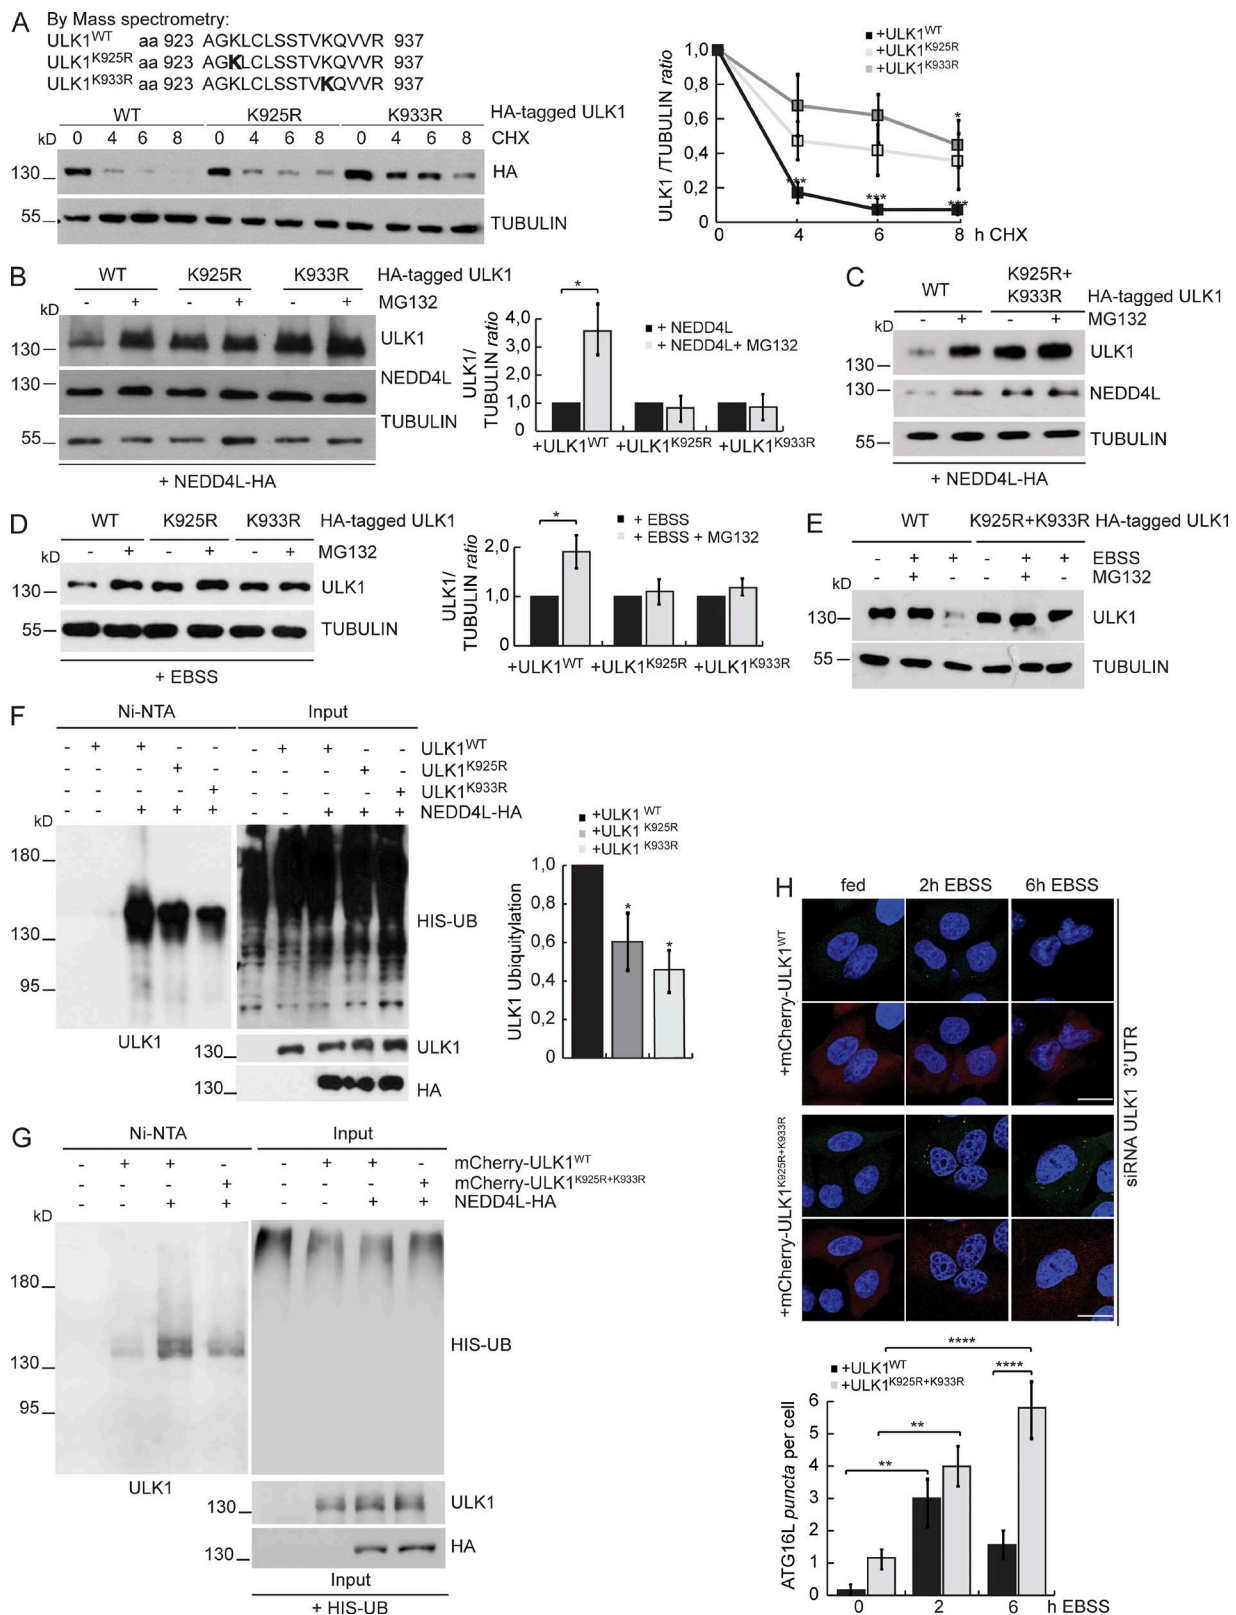 A
By Mass spectrometry:
ULK1WT aa 923 AGKLCLSSTVKQVVR 937
ULK1K925R aa 923 AGKLCLSSTVKQVVR 937
ULK1K933R aa 923 AGKLCLSSTVKQVVR 937
WT K925R K933R HA-tagged ULK1
kD 0 4 6 8 0 4 6 8 0 4 6 8 CHX
130 HA
55 TUBULIN
+ULK1WT
+ULK1K925R
+ULK1K933R
ULK1 /TUBULIN ratio
1,0
0,8
0,6
0,4
0,2
0
*
*** *** ***
0 4 6 8 h CHX
B
WT K925R K933R HA-tagged ULK1
kD - + - + - + MG132
130 ULK1
NEDD4L
TUBULIN
55
+ NEDD4L-HA
ULK1/
TUBULIN ratio
4,0
3,0
2,0
1,0
0
*
+ NEDD4L
+ NEDD4L+ MG132
+ULK1WT +ULK1K925R +ULK1K933R
C
WT K925R+
K933R HA-tagged ULK1
kD - + - + MG132
130 ULK1
130 NEDD4L
55 TUBULIN
+ NEDD4L-HA
D
WT K925R K933R HA-tagged ULK1
kD - + - + - + MG132
130 ULK1
55 TUBULIN
+ EBSS
ULK1/
TUBULIN ratio
2,0
1,0
0
*
+ EBSS
+ EBSS + MG132
+ULK1WT +ULK1K925R +ULK1K933R
E
WT K925R+K933R HA-tagged ULK1
- + + - + + EBSS
kD - + - - + - MG132
130 ULK1
55 TUBULIN
F
Ni-NTA Input
- + + - - - + + - - ULK1WT
- - - + - - - - + - ULK1K925R
- - - - + - - - - + ULK1K933R
- - + + + - - + + + NEDD4L-HA
kD
180
130
95
HIS-UB
ULK1
130 ULK1
130 HA
+ULK1 WT
+ULK1 K925R
+ULK1 K933R
ULK1 Ubiquitylation
1,0
0,8
0,6
0,4
0,2
0
* *
G
Ni-NTA Input
- + + - - + + - mCherry-ULK1WT
- - - + - - - + mCherry-ULK1K925R+K933R
- - + + - - + + NEDD4L-HA
kD
180
130
95
HIS-UB
ULK1
130 ULK1
130 HA
Input
+ HIS-UB
H
fed 2h EBSS 6h EBSS
+mCherry-ULK1WT
+mCherry-ULK1K925R+K933R
siRNA ULK1 3'UTR
****
+ULK1WT
+ULK1K925R+K933R
****
**
**
ATG16L puncta per cell
6
5
4
3
2
1
0
0 2 6 h EBSS